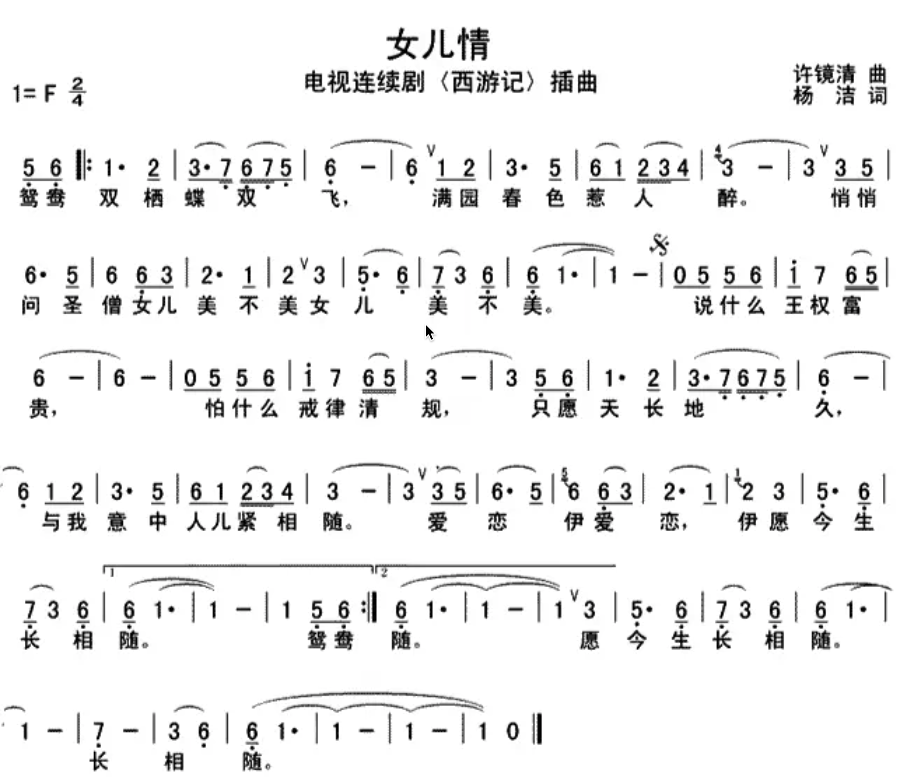 女儿情
电视连续剧〈西游记〉插曲
许镜清 曲
1= F 2/4
杨 洁 词
5 6 ‖: 1· 2 | 3· 7 6 7 5 | 6 − | 6 ∨ 1 2 | 3· 5 | 6 1 2 3 4 | 4 3 − | 3 ∨ 3 5 |
鸳鸯 双 栖 蝶 双 飞, 满园 春 色 惹 人 醉。 悄悄
6· 5 | 6 6 3 | 2· 1 | 2 ∨ 3 | 5· 6 | 7 3 6 | 6 1· | 1 − | 0 5 5 6 | i 7 6 5 |
问 圣 僧 女儿 美 不 美 女 儿 美 不 美。 说什么 王权富
6 − | 6 − | 0 5 5 6 | i 7 6 5 | 3 − | 3 5 6 | 1· 2 | 3· 7 6 7 5 | 6 − |
贵, 怕什么 戒律清 规, 只愿 天 长 地 久,
6 1 2 | 3· 5 | 6 1 2 3 4 | 3 − | 3 ∨ 3 5 | 6· 5 | 5 6 6 3 | 2· 1 | 1 2 3 | 5· 6 |
与我 意 中 人儿紧 相 随。 爱 恋 伊爱 恋, 伊愿 今 生
1 2
7 3 6 | 6 1· | 1 − | 1 5 6 :‖ 6 1· | 1 − | 1 ∨ 3 | 5· 6 | 7 3 6 | 6 1· |
长 相 随。 鸳鸯 随。 愿 今 生 长 相 随。
1 − | 7 − | 3 6 | 6 1· | 1 − | 1 − | 1 0 ‖
长 相 随。